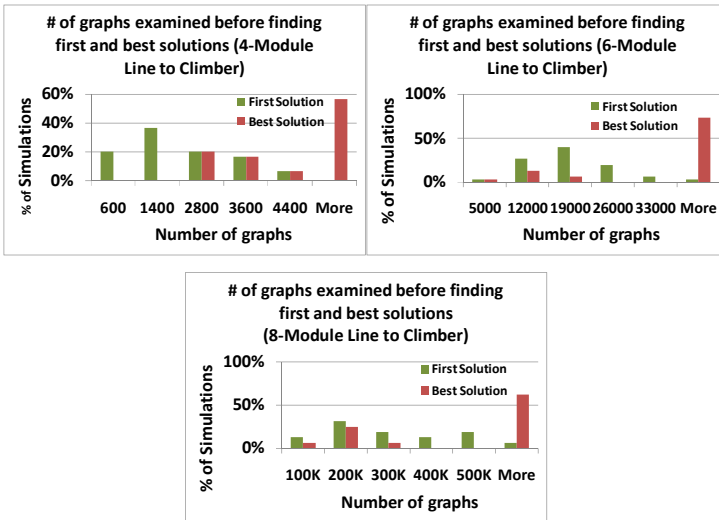 # of graphs examined before finding
first and best solutions (4-Module
Line to Climber)
60%
40%
20%
0%
% of Simulations
First Solution
Best Solution
600 1400 2800 3600 4400 More
Number of graphs
# of graphs examined before finding
first and best solutions (6-Module
Line to Climber)
100%
50%
0%
% of Simulations
First Solution
Best Solution
5000 12000 19000 26000 33000 More
Number of graphs
# of graphs examined before finding
first and best solutions
(8-Module Line to Climber)
100%
50%
0%
% of Simulations
First Solution
Best Solution
100K 200K 300K 400K 500K More
Number of graphs